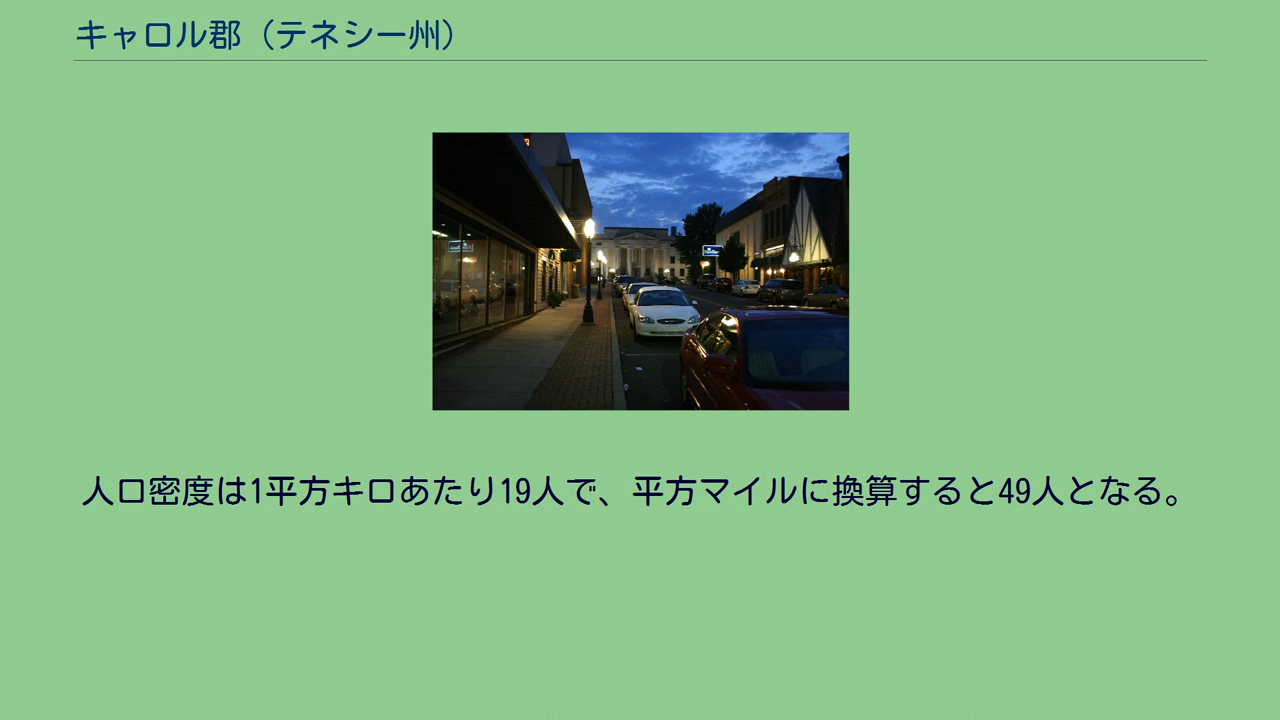 キャロル郡（テネシー州）
人口密度は1平方キロあたり19人で、平方マイルに換算すると49人となる。